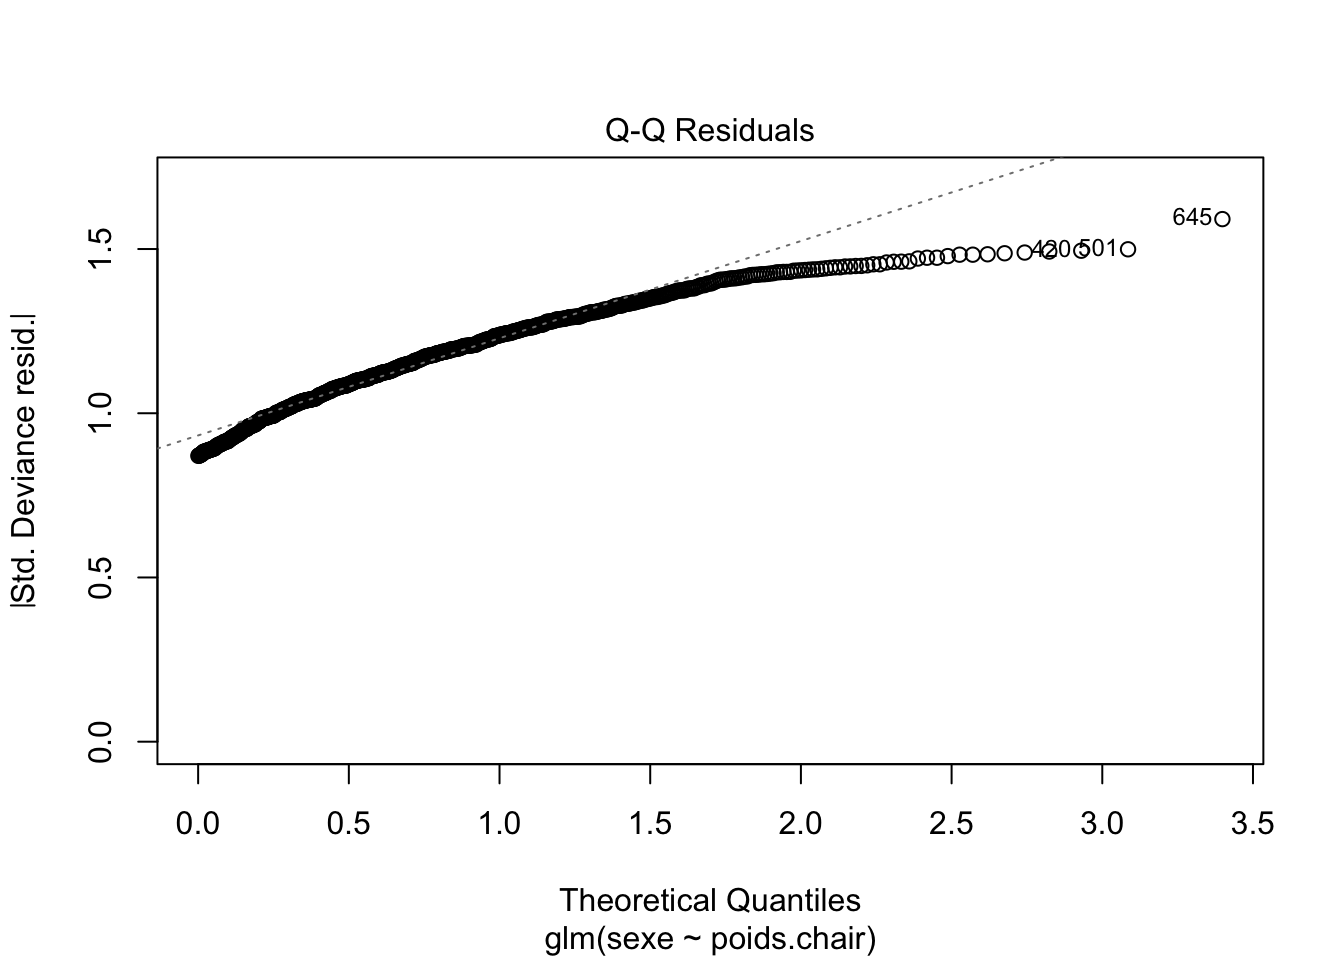 Q-Q Residuals
|Std. Deviance resid.|
1.5
1.0
0.5
0.0
645
420
501
0.0 0.5 1.0 1.5 2.0 2.5 3.0 3.5
Theoretical Quantiles
glm(sexe ~ poids.chair)